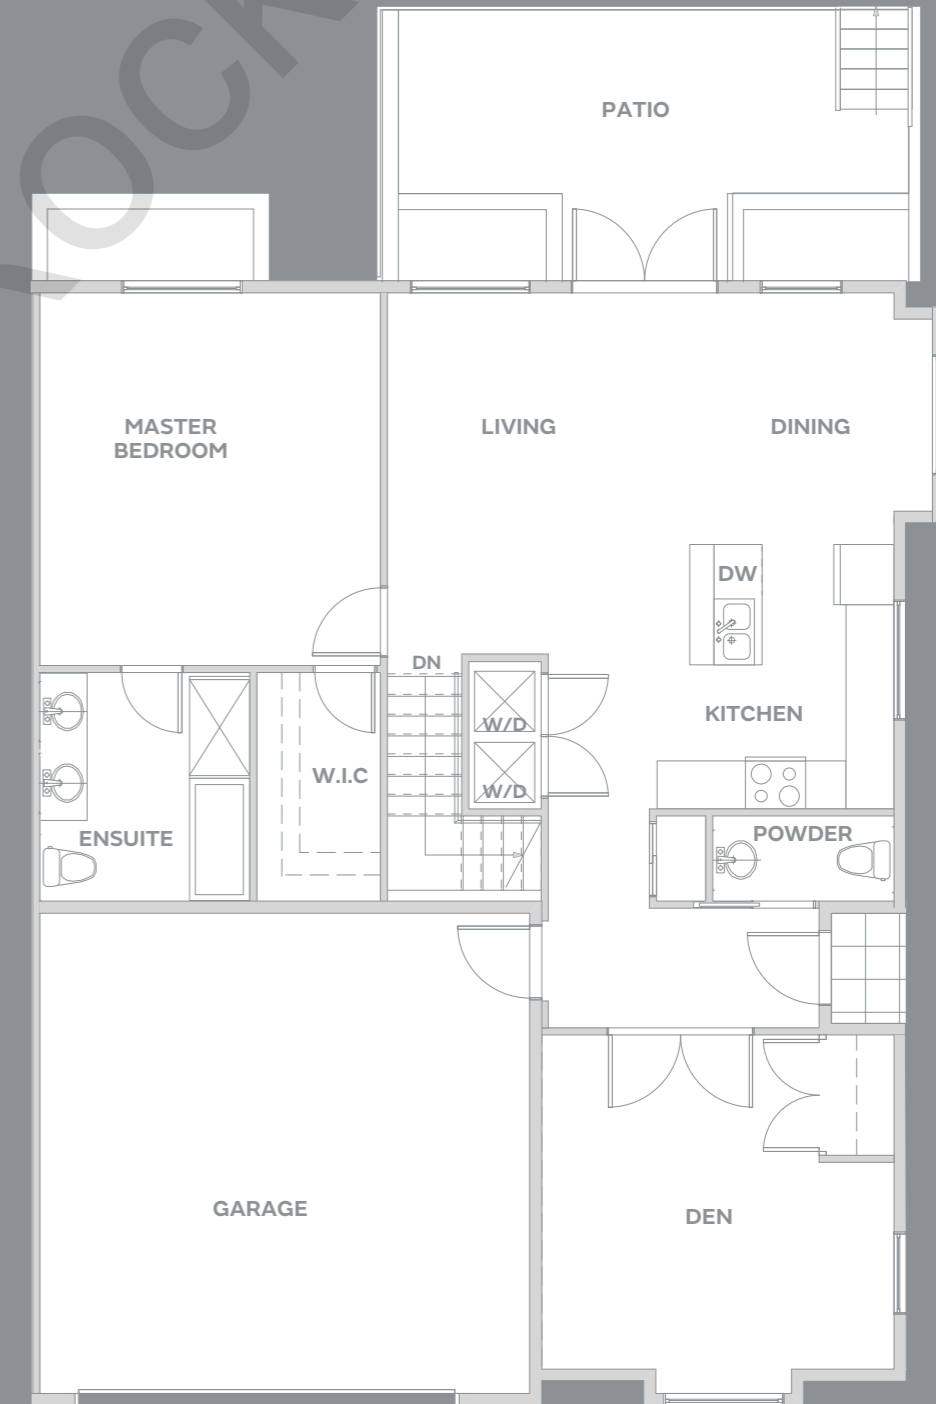 PATIO
MASTER
BEDROOM
LIVING
DINING
DW
DN
KITCHEN
W/D
W.I.C
W/D
POWDER
ENSUITE
GARAGE
DEN